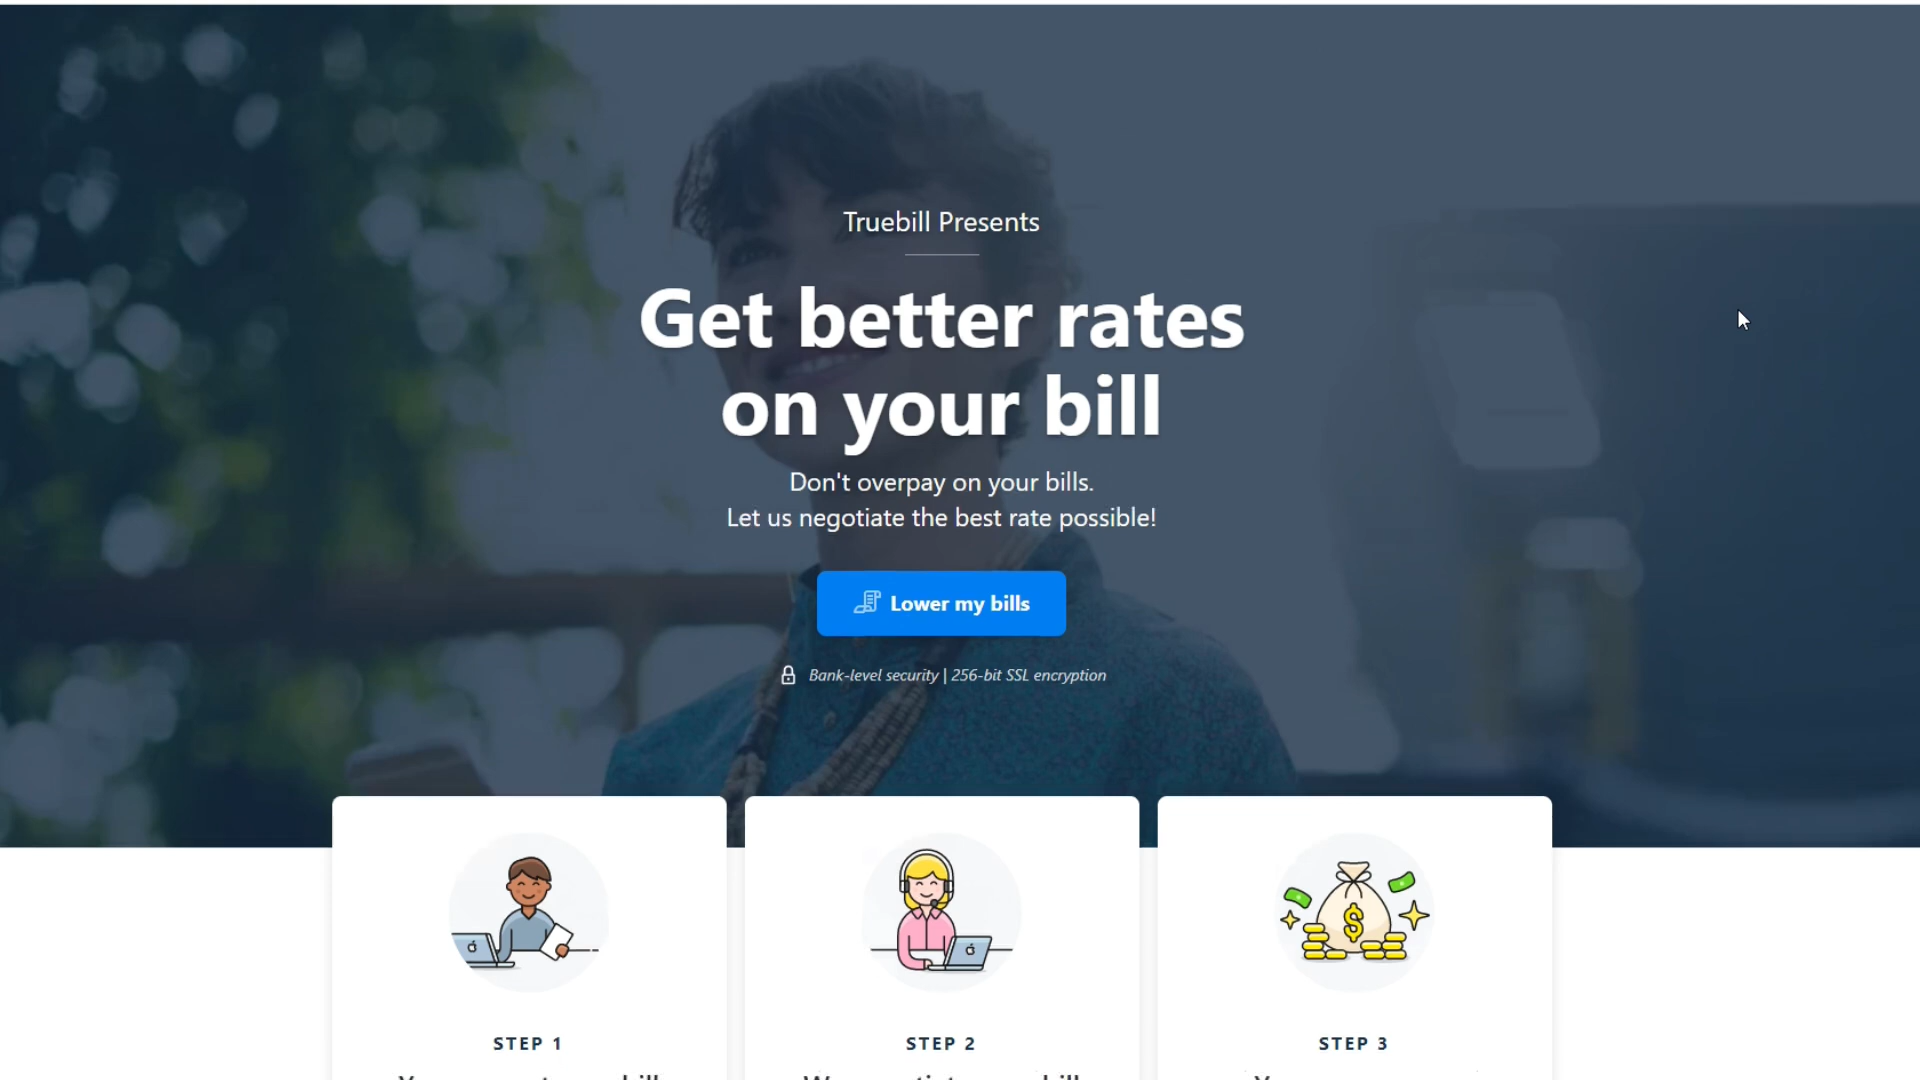 Truebill Presents
Get better rates
on your bill
Don't overpay on your bills.
Let us negotiate the best rate possible!
Lower my bills
Bank-level security | 256-bit SSL encryption
STEP 1
STEP 2
STEP 3